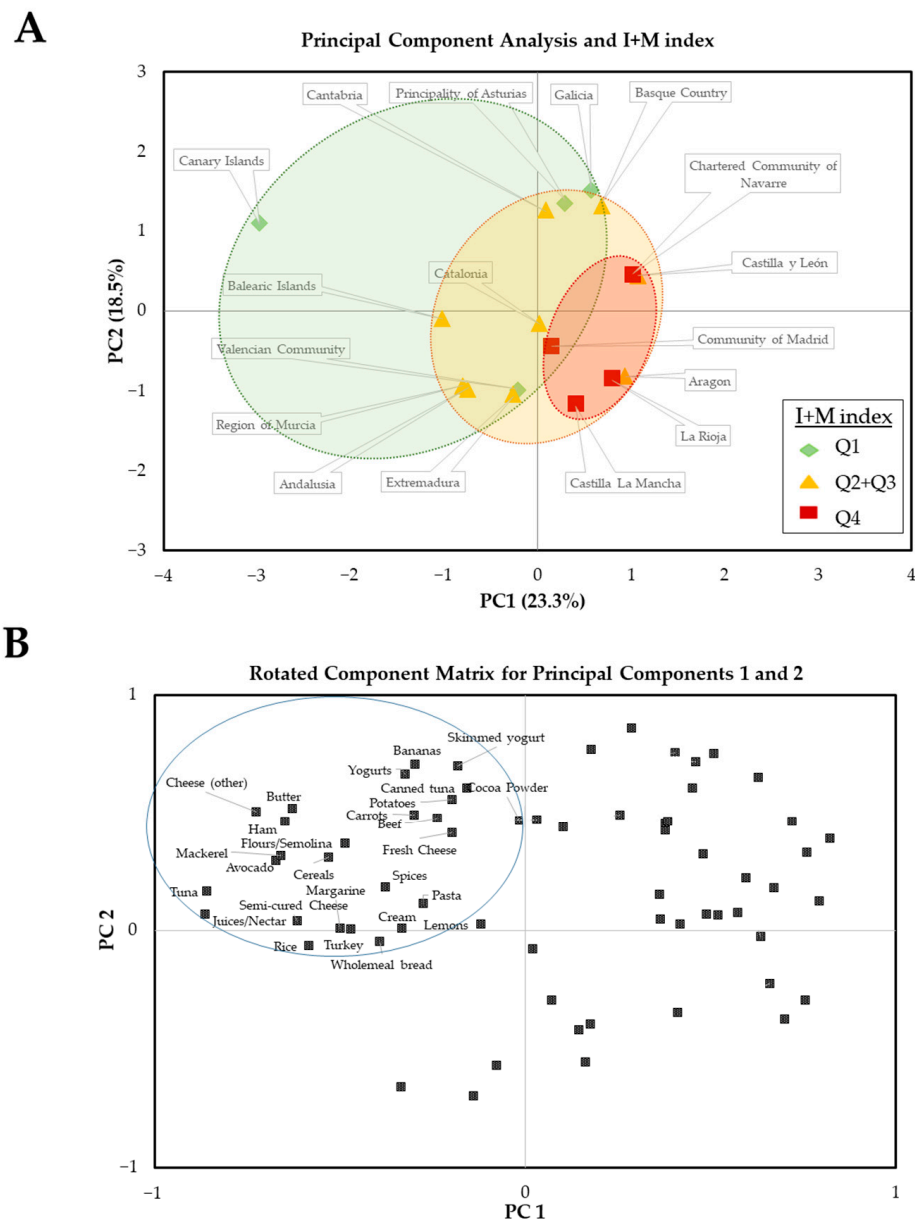 A
Principal Component Analysis and I+M index
3
2
1
0
−1
−2
−3
PC2 (18.5%)
Cantabria
Principality of Asturias
Galicia
Basque Country
Canary Islands
Chartered Community of
Navarre
Catalonia
Castilla y León
Balearic Islands
Valencian Community
Community of Madrid
Aragon
Region of Murcia
La Rioja
Andalusia
Extremadura
Castilla La Mancha
I+M index
Q1
Q2+Q3
Q4
−4
−3
−2
−1
0
1
2
3
4
PC1 (23.3%)
B
Rotated Component Matrix for Principal Components 1 and 2
1
0
−1
PC 2
Skimmed yogurt
Bananas
Yogurts
Cheese (other)
Canned tuna
Cocoa Powder
Butter
Potatoes
Carrots
Beef
Ham
Flours/Semolina
Fresh Cheese
Mackerel
Avocado
Cereals
Spices
Tuna
Margarine
Pasta
Semi-cured Cheese
Juices/Nectar
Cream
Lemons
Rice
Turkey
Wholemeal bread
−1
0
1
PC 1